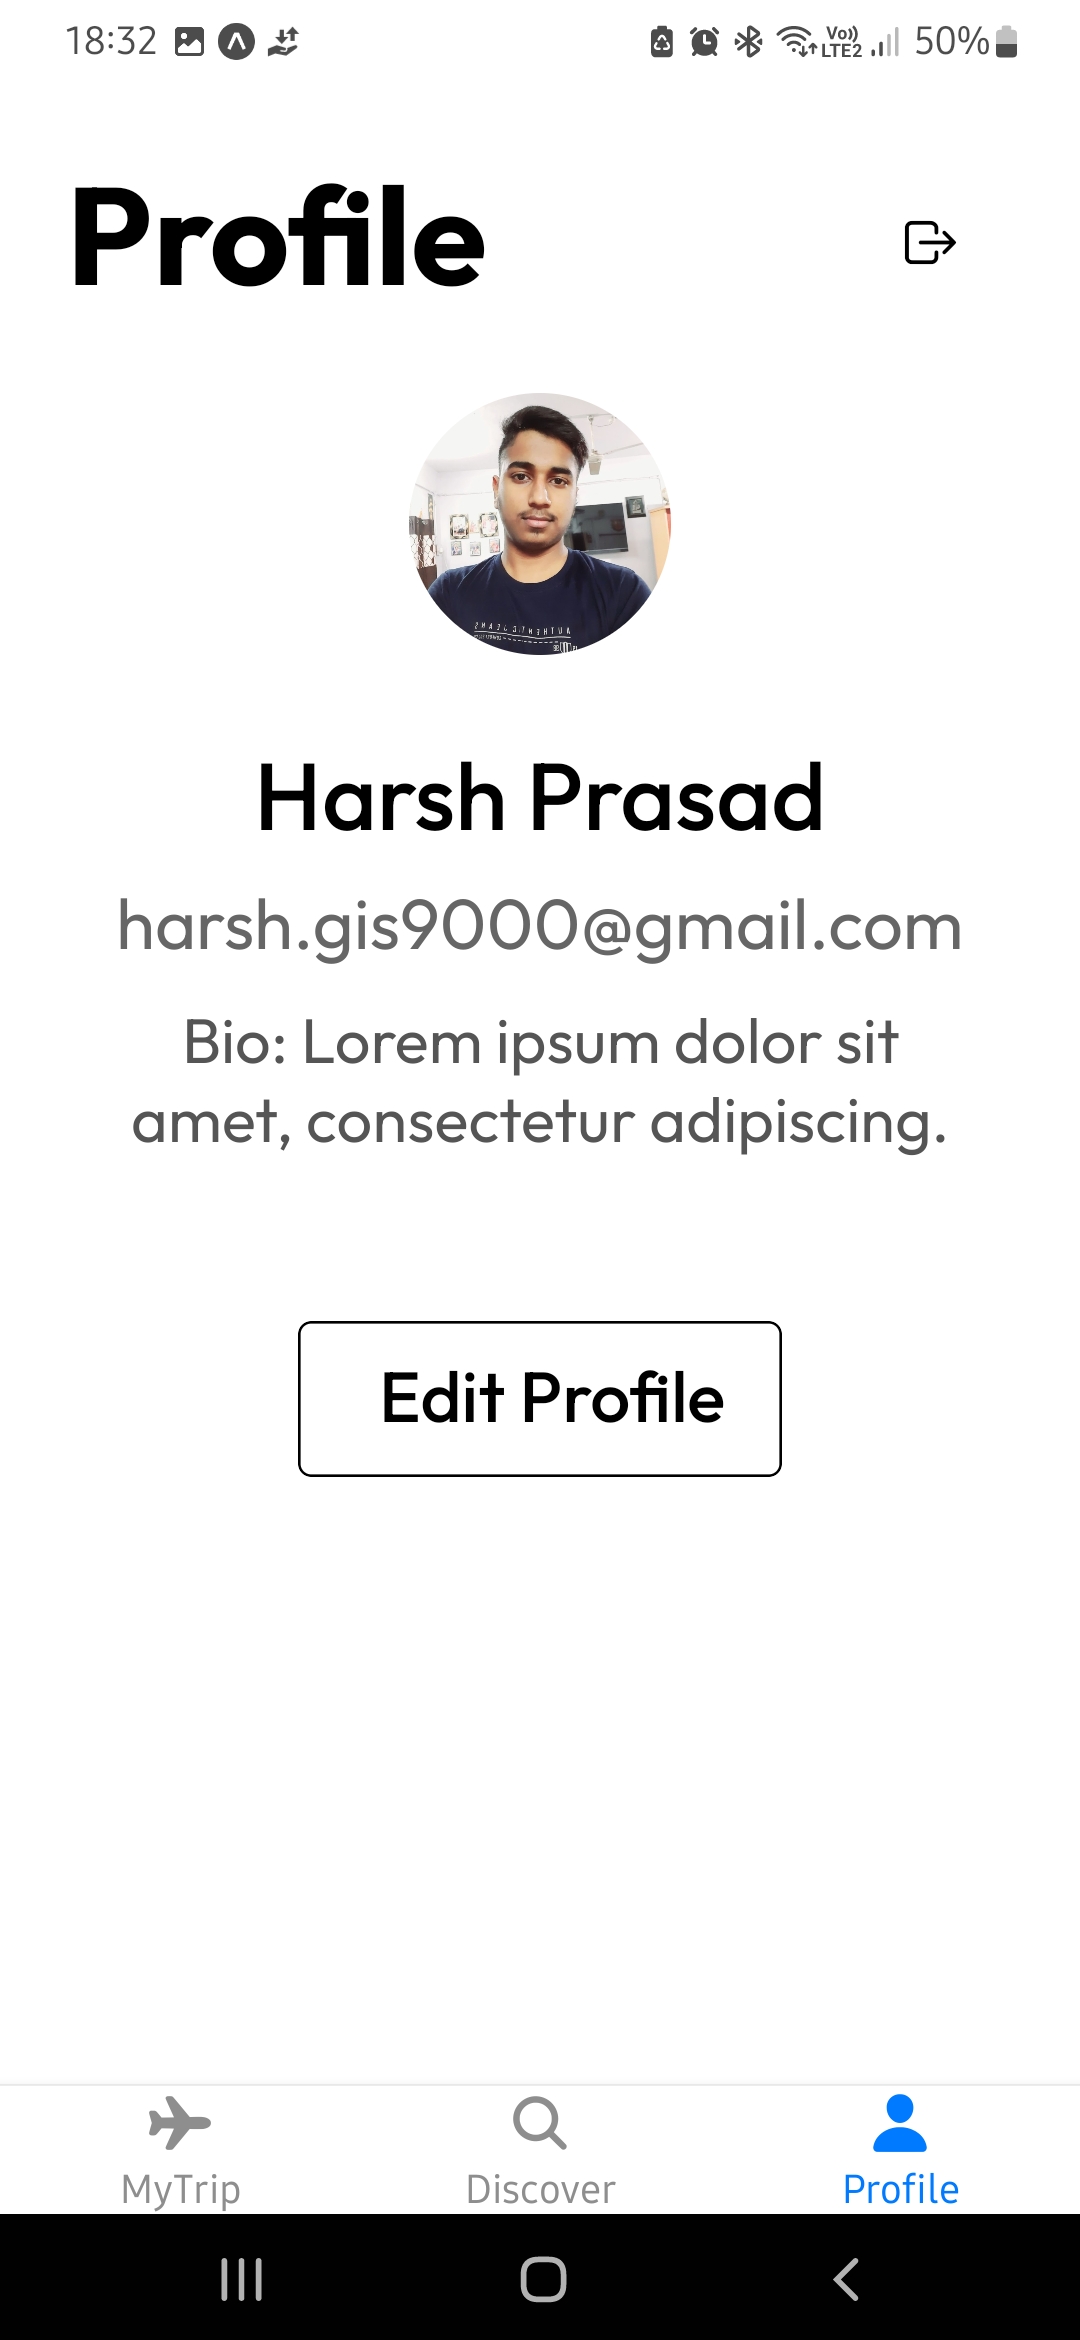 18:32 Vo)) LTE2 50%
Profile
Harsh Prasad
harsh.gis9000@gmail.com
Bio: Lorem ipsum dolor sit
amet, consectetur adipiscing.
Edit Profile
MyTrip Discover Profile